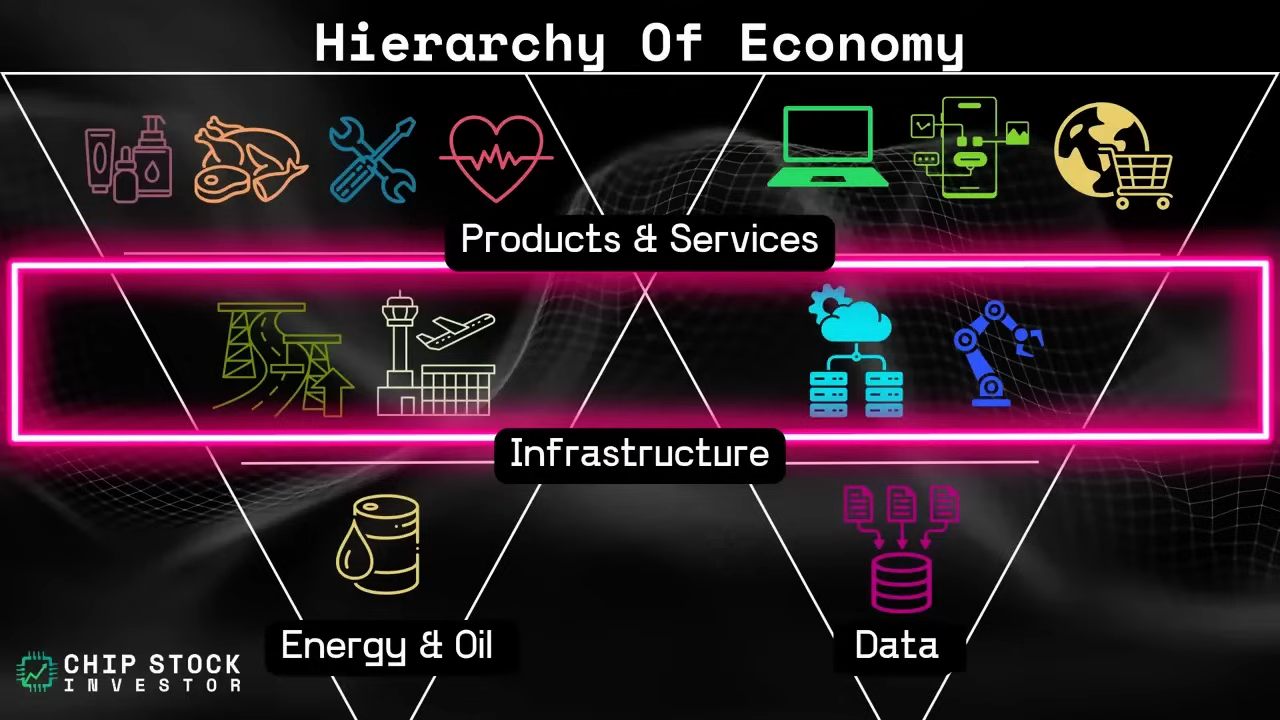 Hierarchy Of Economy
Products & Services
Infrastructure
Energy & Oil
Data
CHIP STOCK
INVESTOR